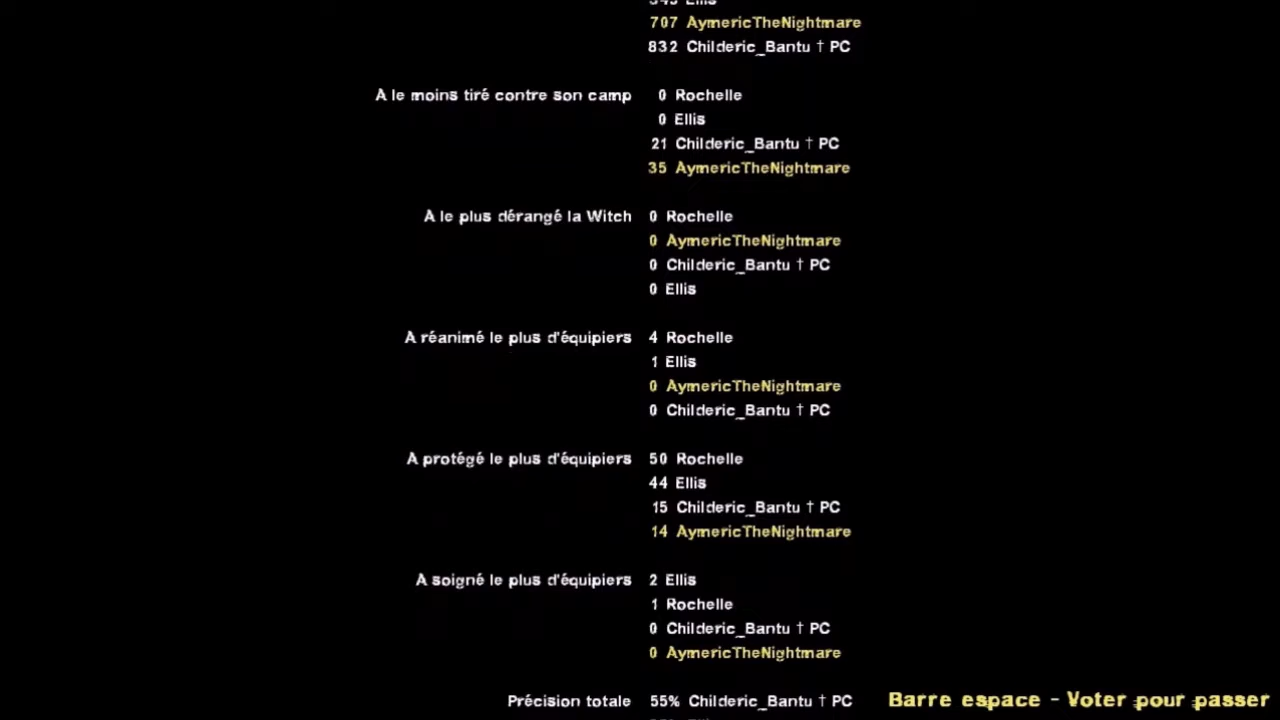 707 AymericTheNightmare
832 Childeric_Bantu † PC
A le moins tiré contre son camp 0 Rochelle
0 Ellis
21 Childeric_Bantu † PC
35 AymericTheNightmare
A le plus dérangé la Witch 0 Rochelle
0 AymericTheNightmare
0 Childeric_Bantu † PC
0 Ellis
A réanimé le plus d'équipiers 4 Rochelle
1 Ellis
0 AymericTheNightmare
0 Childeric_Bantu † PC
A protégé le plus d'équipiers 50 Rochelle
44 Ellis
15 Childeric_Bantu † PC
14 AymericTheNightmare
A soigné le plus d'équipiers 2 Ellis
1 Rochelle
0 Childeric_Bantu † PC
0 AymericTheNightmare
Précision totale 55% Childeric_Bantu † PC
Barre espace - Voter pour passer